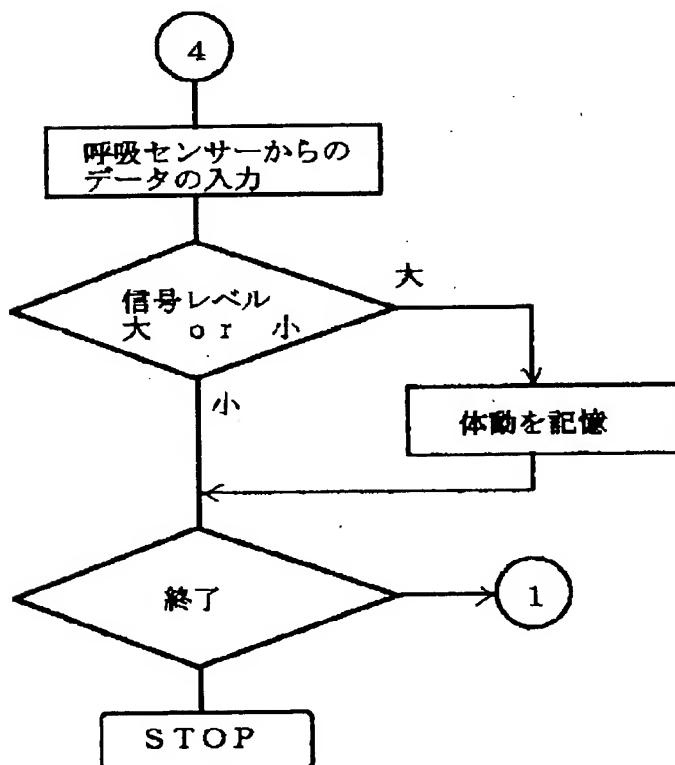 4
呼吸センサーからの
データの入力
信号レベル
大 or 小
大
小
体動を記憶
終了
1
STOP